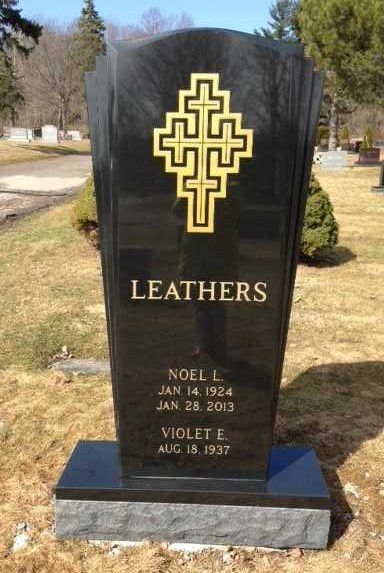 LEATHERS
NOEL L.
JAN. 14, 1924
JAN. 28, 2013
VIOLET E.
AUG. 18, 1937